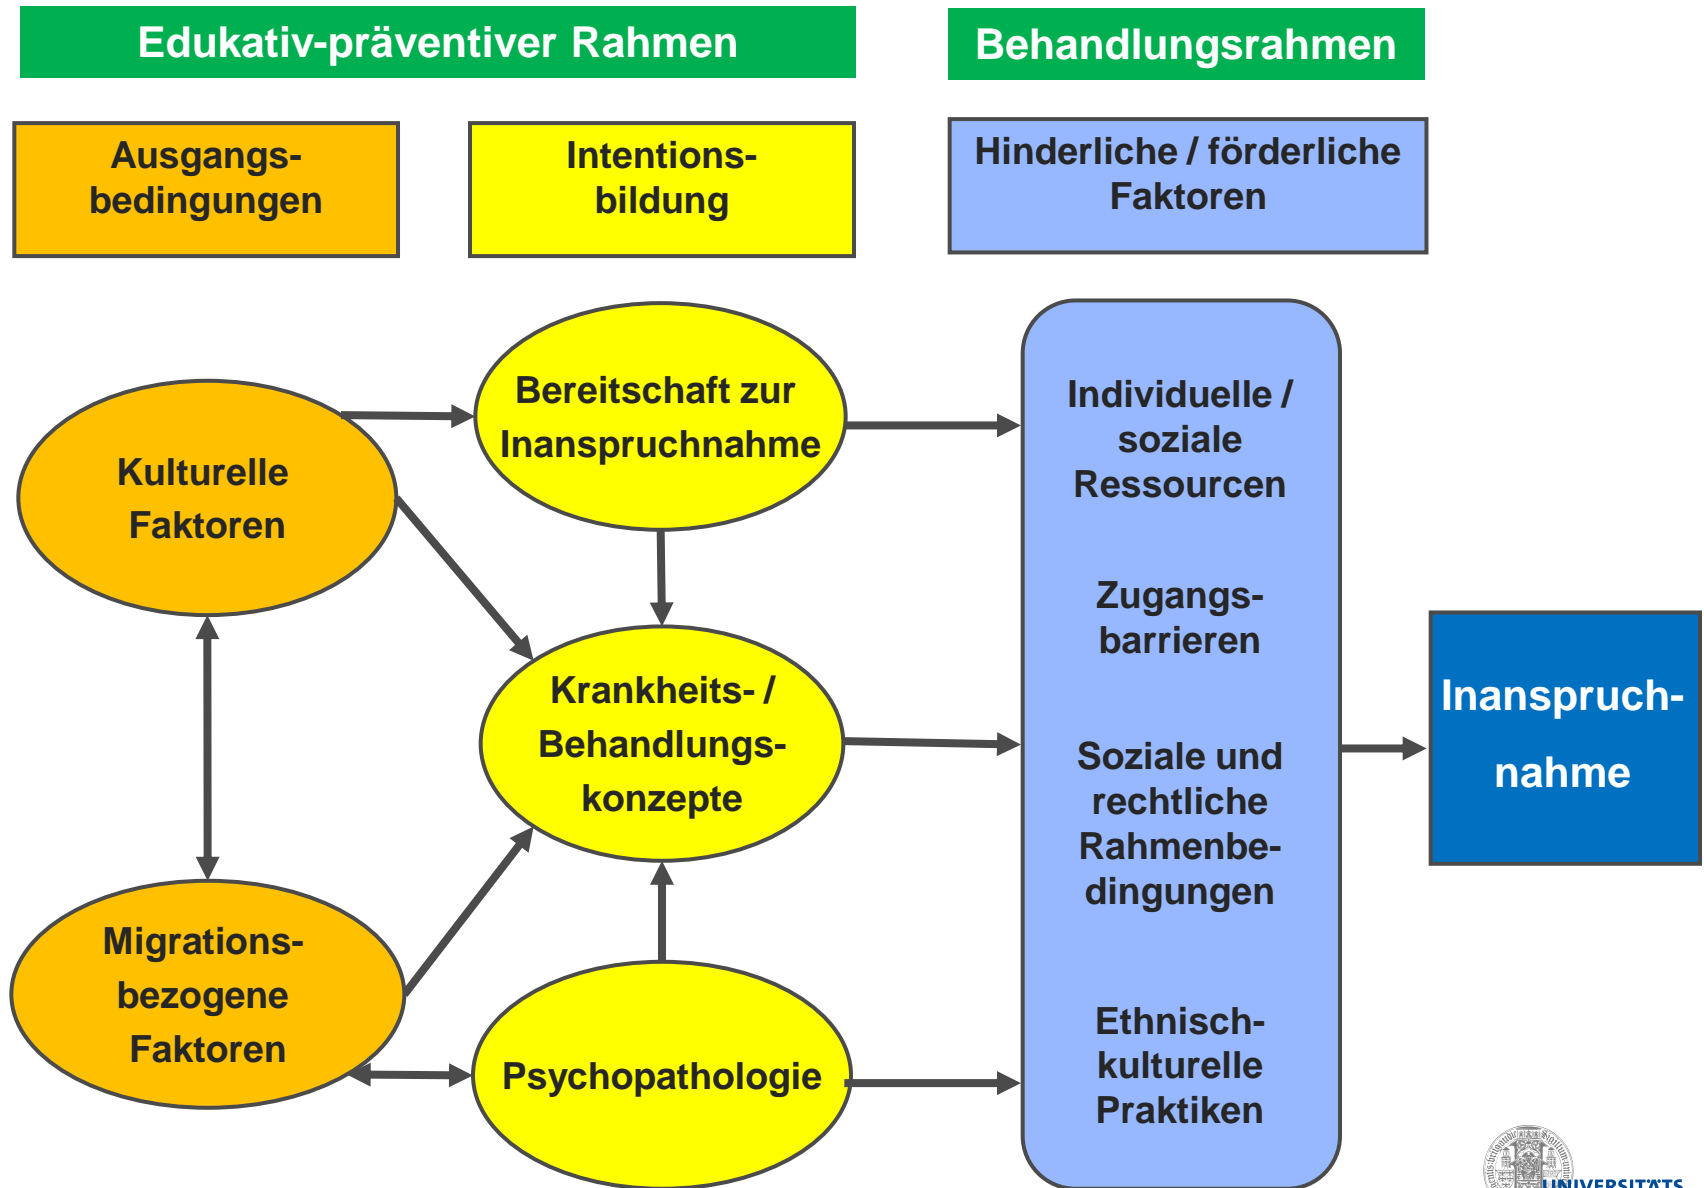 Edukativ-präventiver Rahmen
Behandlungsrahmen
Ausgangs-
bedingungen
Intentions-
bildung
Hinderliche / förderliche
Faktoren
Bereitschaft zur
Inanspruchnahme
Kulturelle
Faktoren
Krankheits- /
Behandlungs-
konzepte
Migrations-
bezogene
Faktoren
Psychopathologie
Individuelle /
soziale
Ressourcen
Zugangs-
barrieren
Soziale und
rechtliche
Rahmenbe-
dingungen
Ethnisch-
kulturelle
Praktiken
Inanspruch-
nahme
UNIVERSITÄTS